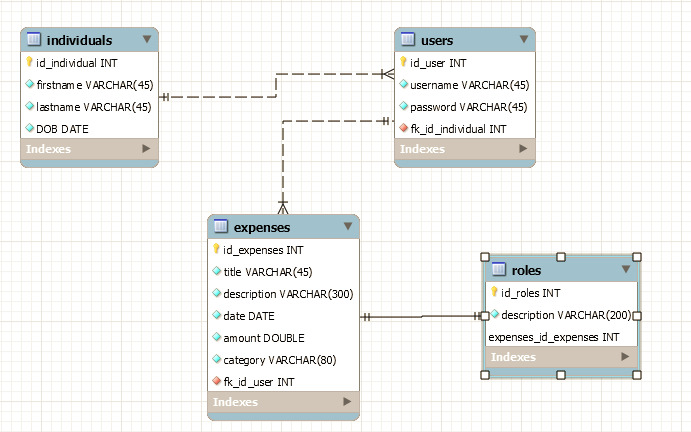 individuals
id_individual INT
firstname VARCHAR(45)
lastname VARCHAR(45)
DOB DATE
Indexes
users
id_user INT
username VARCHAR(45)
password VARCHAR(45)
fk_id_individual INT
Indexes
expenses
id_expenses INT
title VARCHAR(45)
description VARCHAR(300)
date DATE
amount DOUBLE
category VARCHAR(80)
fk_id_user INT
Indexes
roles
id_roles INT
description VARCHAR(200)
expenses_id_expenses INT
Indexes